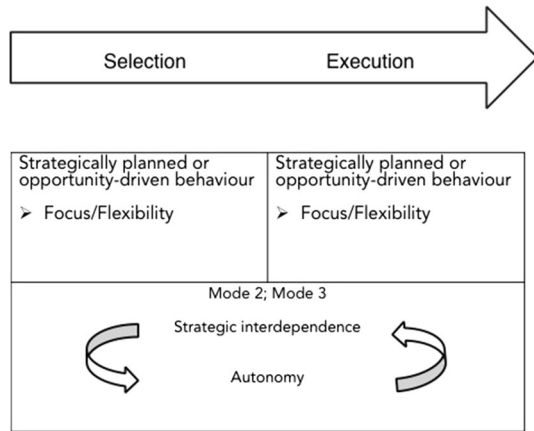 Selection
Execution
Strategically planned or
opportunity-driven behaviour
➢ Focus/Flexibility
Strategically planned or
opportunity-driven behaviour
➢ Focus/Flexibility
Mode 2; Mode 3
Strategic interdependence
Autonomy